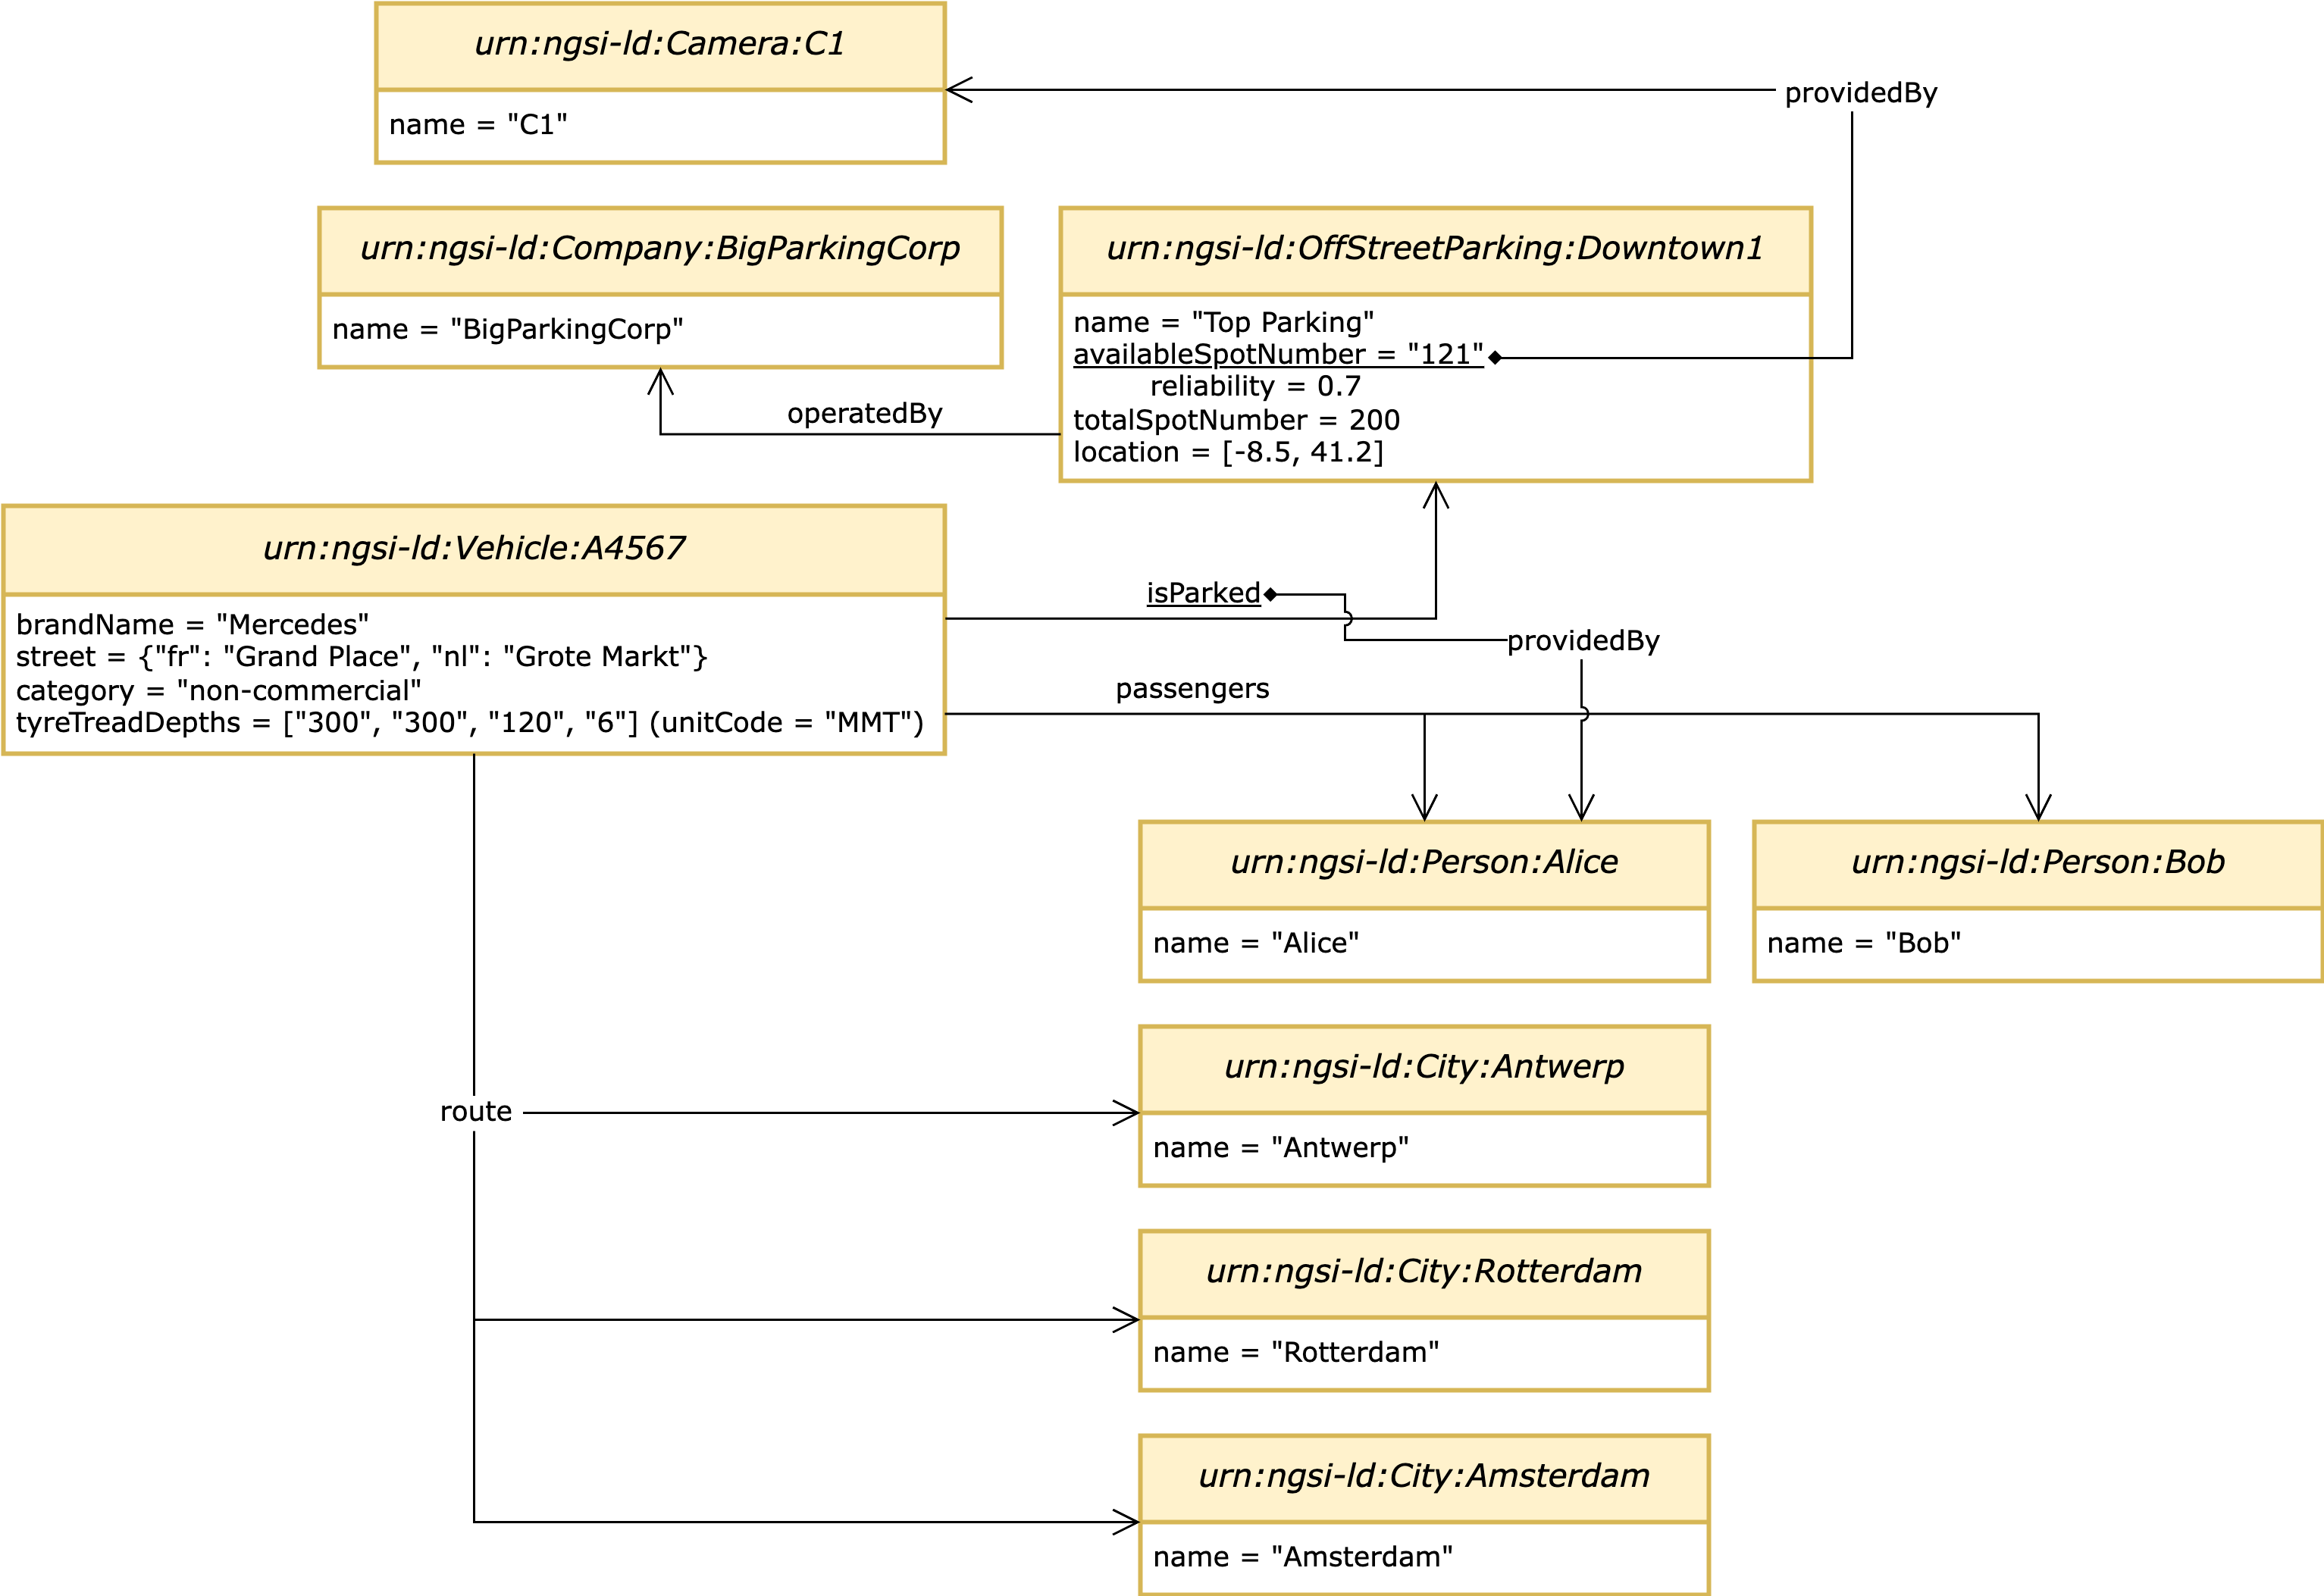 urn:ngsi-ld:Camera:C1
name = "C1"
providedBy
urn:ngsi-ld:Company:BigParkingCorp
name = "BigParkingCorp"
urn:ngsi-ld:OffStreetParking:Downtown1
name = "Top Parking"
availableSpotNumber = "121"
reliability = 0.7
totalSpotNumber = 200
location = [-8.5, 41.2]
operatedBy
urn:ngsi-ld:Vehicle:A4567
brandName = "Mercedes"
street = {"fr": "Grand Place", "nl": "Grote Markt"}
category = "non-commercial"
tyreTreadDepths = ["300", "300", "120", "6"] (unitCode = "MMT")
isParked
providedBy
passengers
urn:ngsi-ld:Person:Alice
name = "Alice"
urn:ngsi-ld:Person:Bob
name = "Bob"
route
urn:ngsi-ld:City:Antwerp
name = "Antwerp"
urn:ngsi-ld:City:Rotterdam
name = "Rotterdam"
urn:ngsi-ld:City:Amsterdam
name = "Amsterdam"